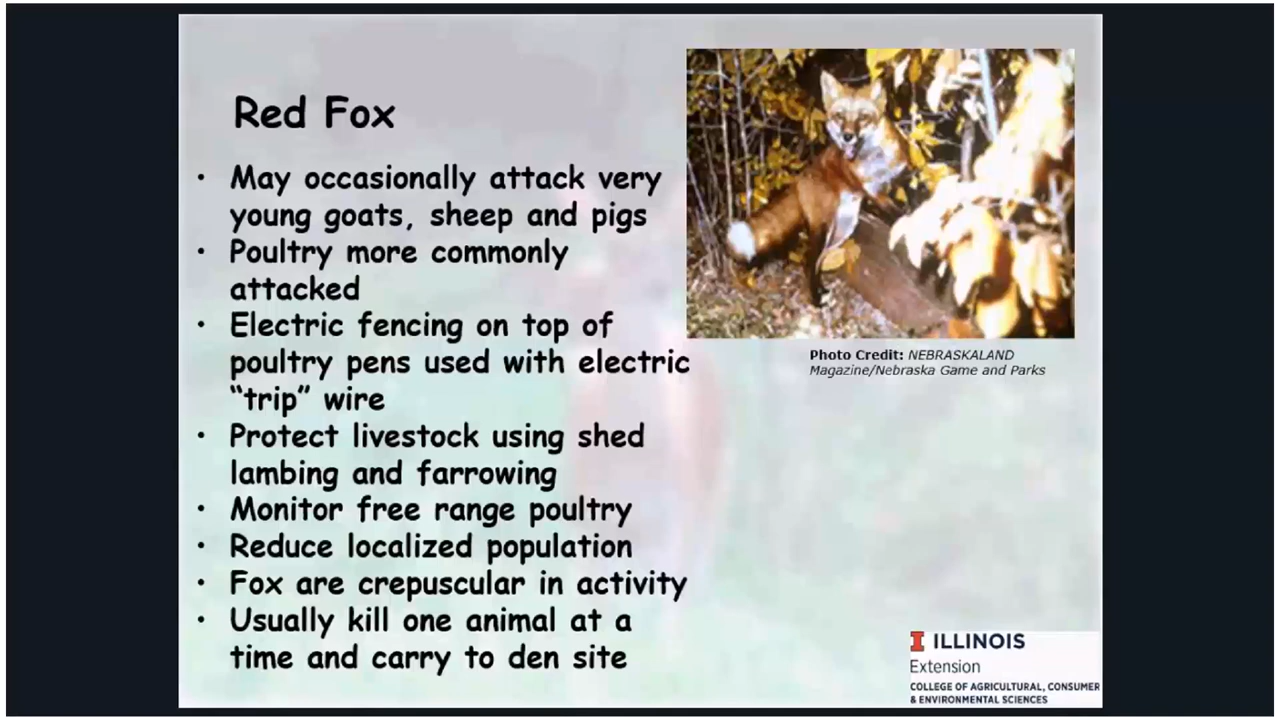 Red Fox
• May occasionally attack very
young goats, sheep and pigs
• Poultry more commonly
attacked
• Electric fencing on top of
poultry pens used with electric
“trip” wire
• Protect livestock using shed
lambing and farrowing
• Monitor free range poultry
• Reduce localized population
• Fox are crepuscular in activity
• Usually kill one animal at a
time and carry to den site
Photo Credit: NEBRASKALAND
Magazine/Nebraska Game and Parks
I ILLINOIS
Extension
COLLEGE OF AGRICULTURAL, CONSUMER
& ENVIRONMENTAL SCIENCES